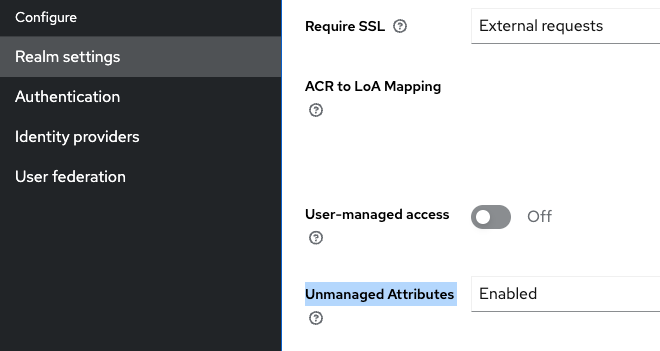 Configure
Realm settings
Authentication
Identity providers
User federation
Require SSL
External requests
ACR to LoA Mapping
User-managed access
Off
Unmanaged Attributes
Enabled